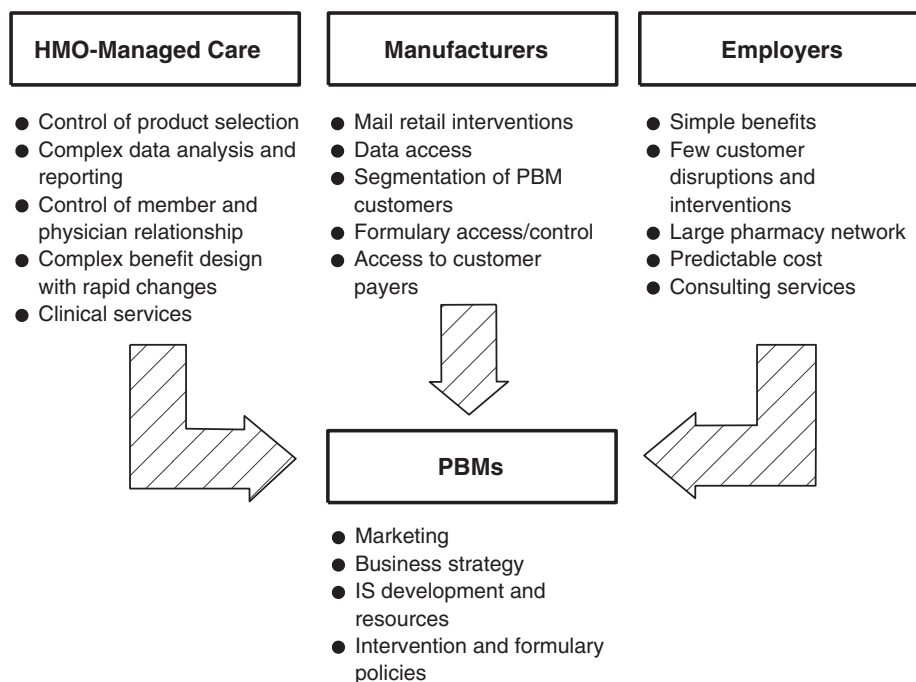 HMO-Managed Care
● Control of product selection
● Complex data analysis and
reporting
● Control of member and
physician relationship
● Complex benefit design
with rapid changes
● Clinical services
Manufacturers
● Mail retail interventions
● Data access
● Segmentation of PBM
customers
● Formulary access/control
● Access to customer
payers
Employers
● Simple benefits
● Few customer
disruptions and
interventions
● Large pharmacy network
● Predictable cost
● Consulting services
PBMs
● Marketing
● Business strategy
● IS development and
resources
● Intervention and formulary
policies